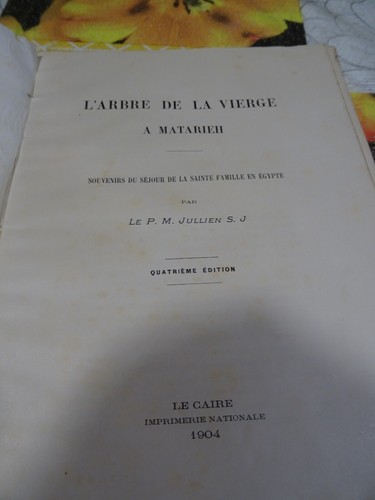 L'ARBRE DE LA VIERGE
A MATARIEH
SOUVENIRS DU SÉJOUR DE LA SAINTE FAMILLE EN EGYPTE
PAR
LE P. M. JULLIEN S. J
QUATRIÈME ÉDITION
LE CAIRE
IMPRIMERIE NATIONALE
1904